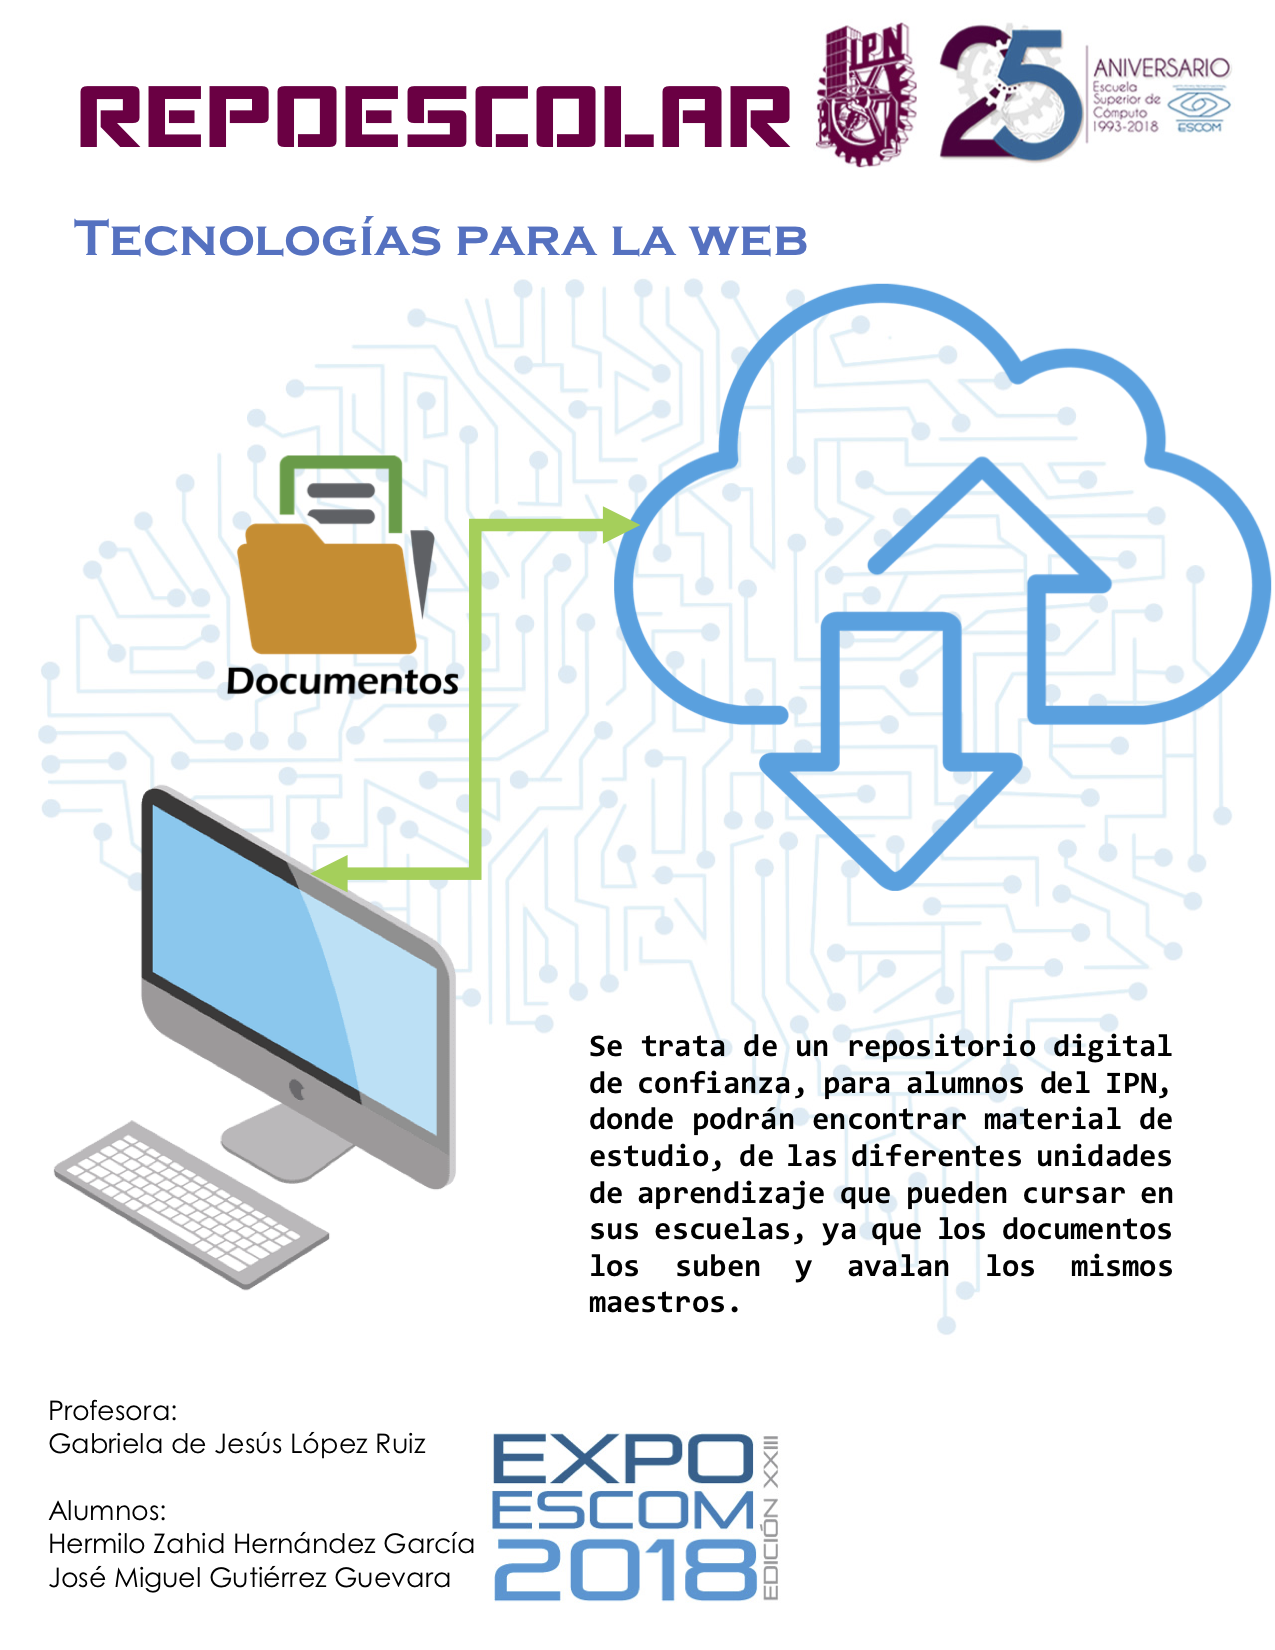 REPOESCOLAR
IPN
25
ANIVERSARIO
Escuela
Superior de
Cómputo
1993-2018
ESCOM
Tecnologías para la web
Documentos
Se trata de un repositorio digital
de confianza, para alumnos del IPN,
donde podrán encontrar material de
estudio, de las diferentes unidades
de aprendizaje que pueden cursar en
sus escuelas, ya que los documentos
los suben y avalan los mismos
maestros.
Profesora:
Gabriela de Jesús López Ruiz
Alumnos:
Hermilo Zahid Hernández García
José Miguel Gutiérrez Guevara
EXPO
ESCOM
2018
EDICIÓN XXIII